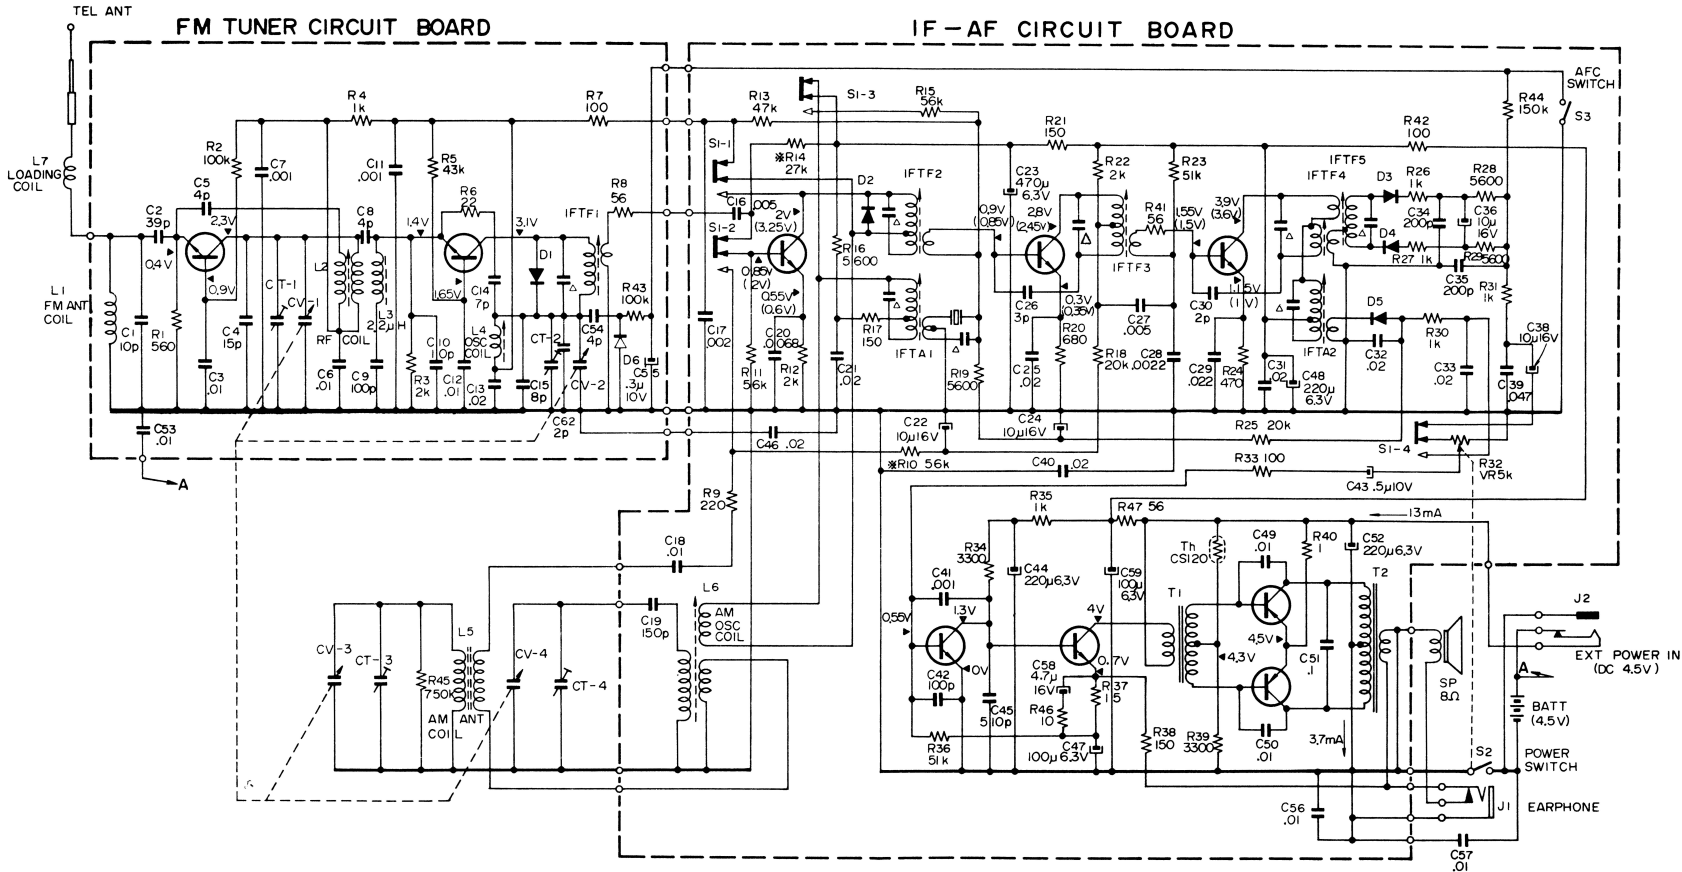 TEL ANT
FM TUNER CIRCUIT BOARD
IF-AF CIRCUIT BOARD
L7
LOADING
COIL
R4
1k
R7
100
R2
100k
C7
.001
C11
.001
R5
43k
R6
22
C5
4p
C2
39p
2.3V
C8
4p
1.4V
3.1V
IFTF1
R8
56
0.4V
0.9V
L2
1.65V
D1
C14
7p
L1
FM ANT
COIL
C1
10p
R1
560
C4
15p
CT-1
CV-1
L3
2.2μH
RF COIL
L4
OSC
COIL
CT-2
C54
4p
R43
100k
D6
C3
.01
C6
.01
C9
100p
R3
2k
C12
.01
C13
.02
C15
8p
C62
2p
CV-2
C55
.3μ
10V
C53
.01
A
R13
47k
S1-3
R15
56k
S1-1
※R14
27k
D2
IFTF2
C16
.005
S1-2
2V
(3.25V)
0.85V
R16
5600
0.55V
(0.6V)
C17
.002
R11
56k
C20
R12
2k
C21
.02
R17
150
IFTA1
R19
5600
C22
10μ16V
C46 .02
※R10 56k
R9
220
C18
.01
R21
150
C23
470μ
6.3V
0.9V
(0.85V)
2.8V
(2.45V)
R22
2k
R23
51k
R41
56
1.55V
(1.5V)
IFTF3
C26
3p
0.3V
(0.35V)
R20
680
C27
.005
R18
20k
C28
.0022
C24
10μ16V
C40 .02
3.9V
(3.6V)
C30
2p
C29
.022
R24
470
C31
.02
C48
220μ
6.3V
R25 20k
R33 100
C43 .5μ10V
R42
100
IFTF5
IFTF4
D3
R26
1k
R28
5600
C34
200p
C36
10μ
16V
D4
R27 1k
R29
5600
C35
200p
D5
IFTA2
C32
.02
R30
1k
C33
.02
R31
1k
C38
10μ16V
C39
.047
S1-4
R32
VR5k
AFC
SWITCH
R44
150k
S3
R35
1k
R47 56
R34
3300
C44
220μ6.3V
C59
100μ
6.3V
C41
.001
0.55V
1.3V
0V
4V
0.7V
C42
100p
C45
510p
C58
4.7μ
16V
R46
10
R37
C47
100μ6.3V
R36
51k
R38
150
R39
3300
T1
Th
CS120
C49
.01
R40
1
13mA
C52
220μ6.3V
T2
4.5V
4.3V
C51
.1
C50
.01
3.7mA
SP
8Ω
J2
EXT POWER IN
(DC 4.5V)
A
BATT
(4.5V)
S2
POWER
SWITCH
J1
EARPHONE
C56
.01
C57
.01
CV-3
CT-3
R45
750k
L5
AM ANT
COIL
CV-4
CT-4
C19
150p
L6
AM
OSC
COIL